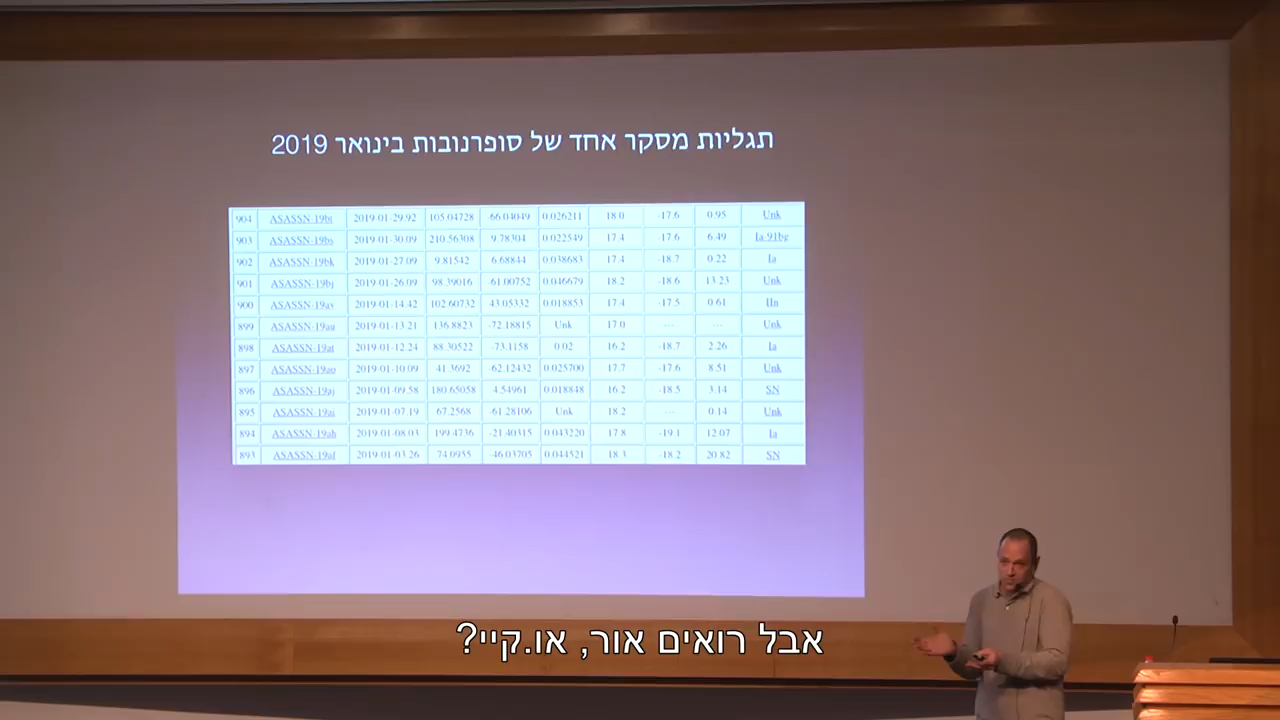 תגליות מסקר אחד של סופרנובות בינואר 2019
904 ASASSN-19bt 2019-01-29.92 105.04728 -66.04049 0.026211 18.0 -17.6 0.95 Unk
903 ASASSN-19bs 2019-01-30.09 210.56308 9.78304 0.022549 17.4 -17.6 6.49 Ia-91bg
902 ASASSN-19bk 2019-01-27.09 9.81542 6.68844 0.038683 17.4 -18.7 0.22 Ia
901 ASASSN-19bj 2019-01-26.09 98.39016 -61.00752 0.046679 18.2 -18.6 13.23 Unk
900 ASASSN-19av 2019-01-14.42 102.60732 43.05332 0.018853 17.4 -17.5 0.61 IIn
899 ASASSN-19au 2019-01-13.21 136.8823 -72.18815 Unk 17.0 --- --- Unk
898 ASASSN-19at 2019-01-12.24 88.30522 -73.1158 0.02 16.2 -18.7 2.26 Ia
897 ASASSN-19ao 2019-01-10.09 41.3692 -62.12432 0.025700 17.7 -17.6 8.51 Unk
896 ASASSN-19aj 2019-01-09.58 180.65058 4.54961 0.018848 16.2 -18.5 3.14 SN
895 ASASSN-19ai 2019-01-07.19 67.2568 -61.28106 Unk 18.2 --- 0.14 Unk
894 ASASSN-19ah 2019-01-08.03 199.4736 -21.40315 0.043220 17.8 -19.1 12.07 Ia
893 ASASSN-19af 2019-01-03.26 74.0955 -46.03705 0.044521 18.3 -18.2 20.82 SN
אבל רואים אור, או.קיי?